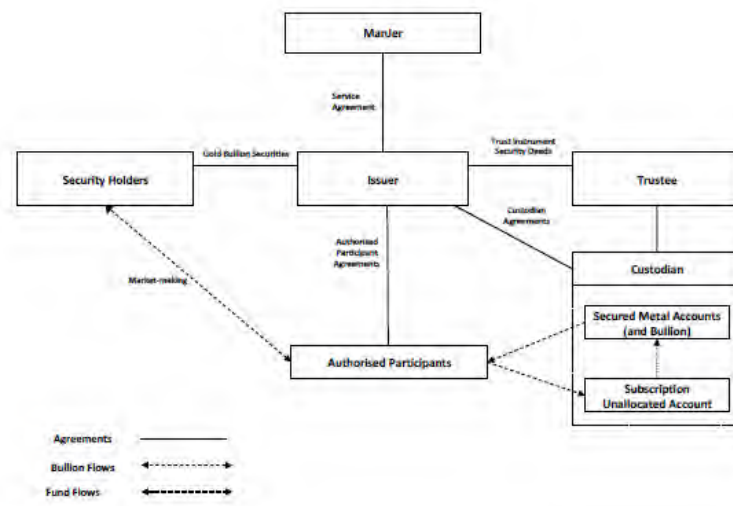 ManJer
Service
Agreement
Gold Bullion Securities
Trust Instrument
Security Deeds
Security Holders
Issuer
Trustee
Custodian
Agreements
Authorised
Participant
Agreements
Custodian
Market-making
Secured Metal Accounts
(and Bullion)
Authorised Participants
Subscription
Unallocated Account
Agreements
Bullion Flows
Fund Flows